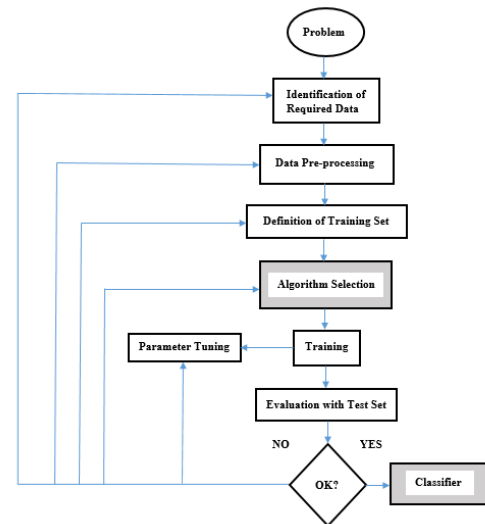 Problem
Identification of
Required Data
Data Pre-processing
Definition of Training Set
Algorithm Selection
Parameter Tuning
Training
Evaluation with Test Set
NO
YES
OK?
Classifier